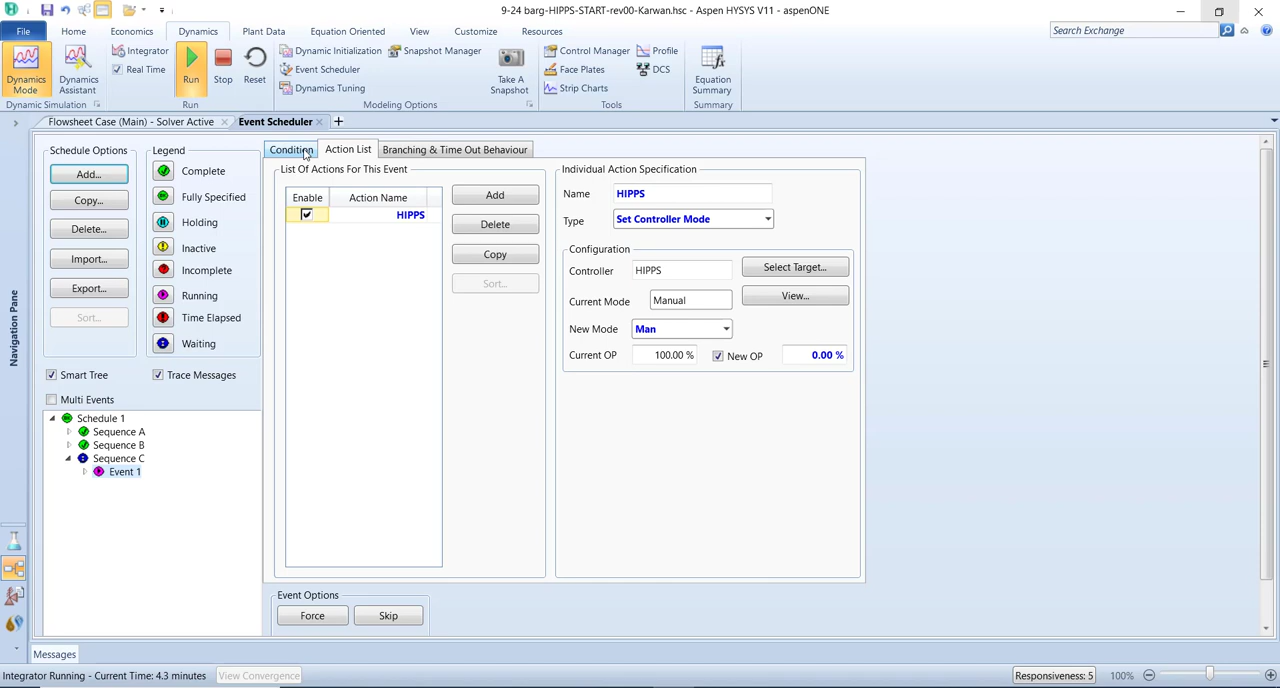 9-24 barg-HIPPS-START-rev00-Karwan.hsc - Aspen HYSYS V11 - aspenONE
File Home Economics Dynamics Plant Data Equation Oriented View Customize Resources Search Exchange
Dynamics Mode
Dynamics Assistant
Integrator
Real Time
Dynamic Simulation
Run
Stop
Reset
Run
Dynamic Initialization
Snapshot Manager
Event Scheduler
Dynamics Tuning
Take A Snapshot
Modeling Options
Control Manager
Profile
Face Plates
DCS
Strip Charts
Tools
Equation Summary
Summary
Flowsheet Case (Main) - Solver Active
Event Scheduler
Navigation Pane
Schedule Options
Add...
Copy...
Delete...
Import...
Export...
Sort...
Legend
Complete
Fully Specified
Holding
Inactive
Incomplete
Running
Time Elapsed
Waiting
Smart Tree
Trace Messages
Multi Events
Schedule 1
Sequence A
Sequence B
Sequence C
Event 1
Condition Action List Branching & Time Out Behaviour
List Of Actions For This Event
Enable Action Name
HIPPS
Add
Delete
Copy
Sort...
Individual Action Specification
Name HIPPS
Type Set Controller Mode
Configuration
Controller HIPPS Select Target...
Current Mode Manual View...
New Mode Man
Current OP 100.00 % New OP 0.00 %
Event Options
Force Skip
Messages
Integrator Running - Current Time: 4.3 minutes View Convergence Responsiveness: 5 100%